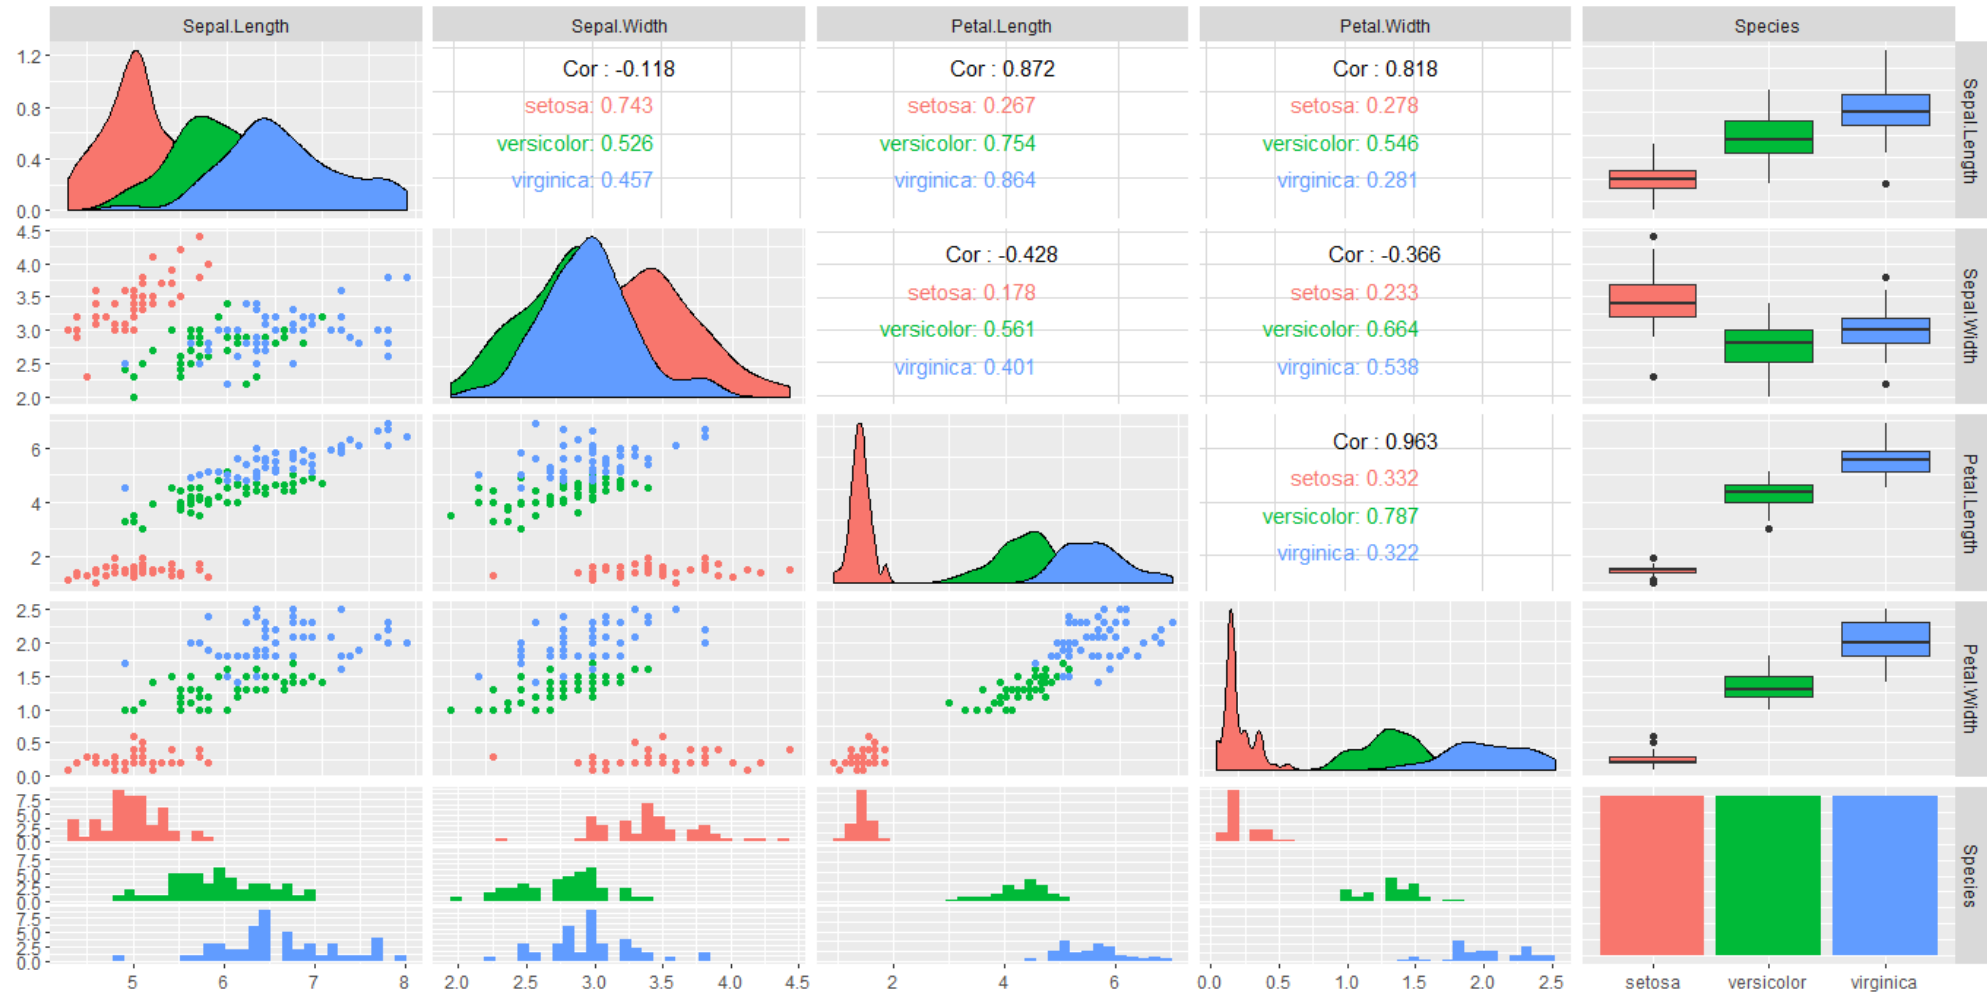 Sepal.Length Sepal.Width Petal.Length Petal.Width Species
1.2
0.8
0.4
0.0
Cor : -0.118
setosa: 0.743
versicolor: 0.526
virginica: 0.457
Cor : 0.872
setosa: 0.267
versicolor: 0.754
virginica: 0.864
Cor : 0.818
setosa: 0.278
versicolor: 0.546
virginica: 0.281
Sepal.Length
4.5
4.0
3.5
3.0
2.5
2.0
Cor : -0.428
setosa: 0.178
versicolor: 0.561
virginica: 0.401
Cor : -0.366
setosa: 0.233
versicolor: 0.664
virginica: 0.538
Sepal.Width
6
4
2
Cor : 0.963
setosa: 0.332
versicolor: 0.787
virginica: 0.322
Petal.Length
2.5
2.0
1.5
1.0
0.5
0.0
Petal.Width
7.5
5.0
2.5
0.0
7.5
5.0
2.5
0.0
7.5
5.0
2.5
0.0
Species
5 6 7 8 2.0 2.5 3.0 3.5 4.0 4.5 2 4 6 0.0 0.5 1.0 1.5 2.0 2.5 setosa versicolor virginica